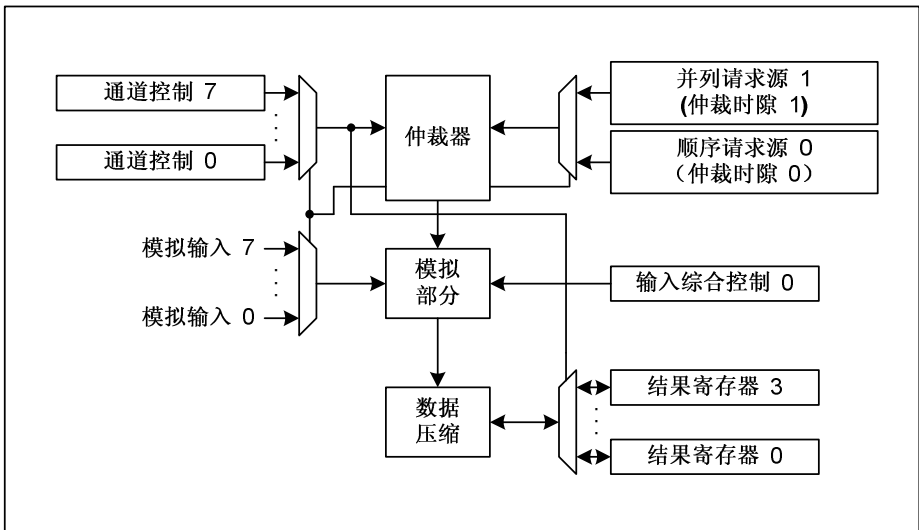 通道控制 7
通道控制 0
仲裁器
并列请求源 1
(仲裁时隙 1)
顺序请求源 0
（仲裁时隙 0）
模拟输入 7
模拟输入 0
模拟
部分
输入综合控制 0
数据
压缩
结果寄存器 3
结果寄存器 0